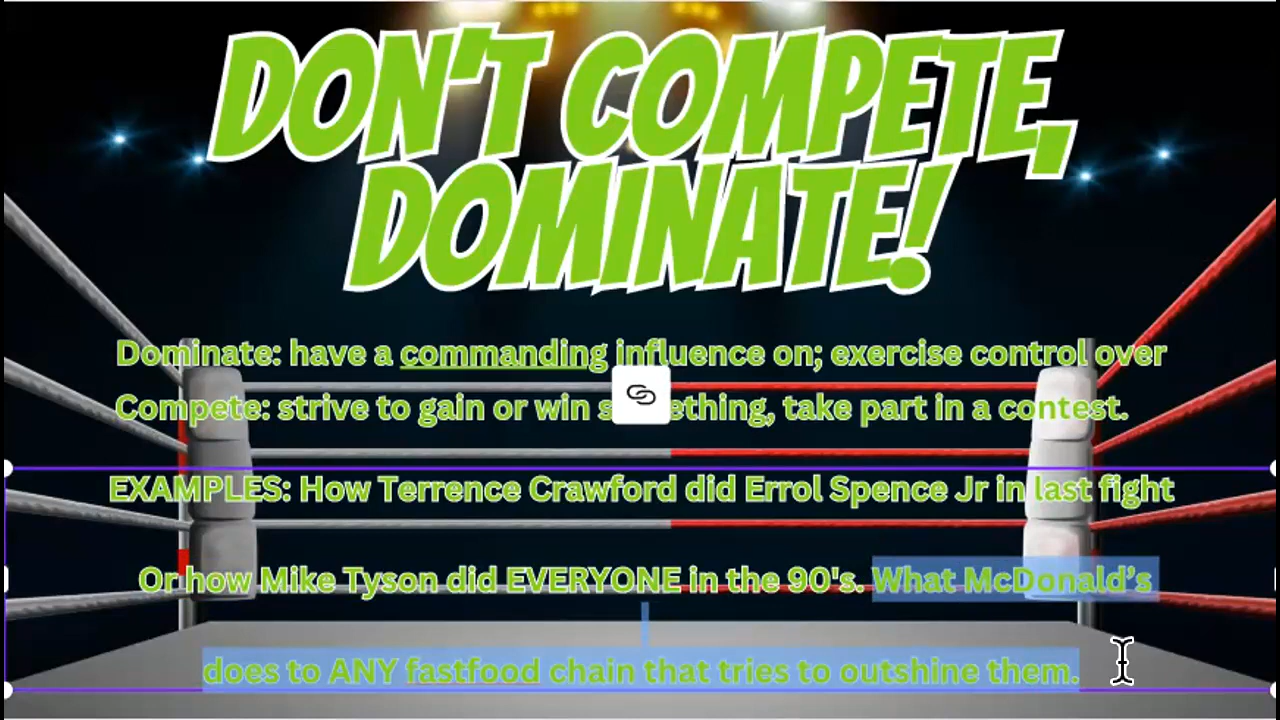 DON'T COMPETE,
DOMINATE!
Dominate: have a commanding influence on; exercise control over
Compete: strive to gain or win s ething, take part in a contest.
EXAMPLES: How Terrence Crawford did Errol Spence Jr in last fight
Or how Mike Tyson did EVERYONE in the 90's. What McDonald’s
does to ANY fastfood chain that tries to outshine them.